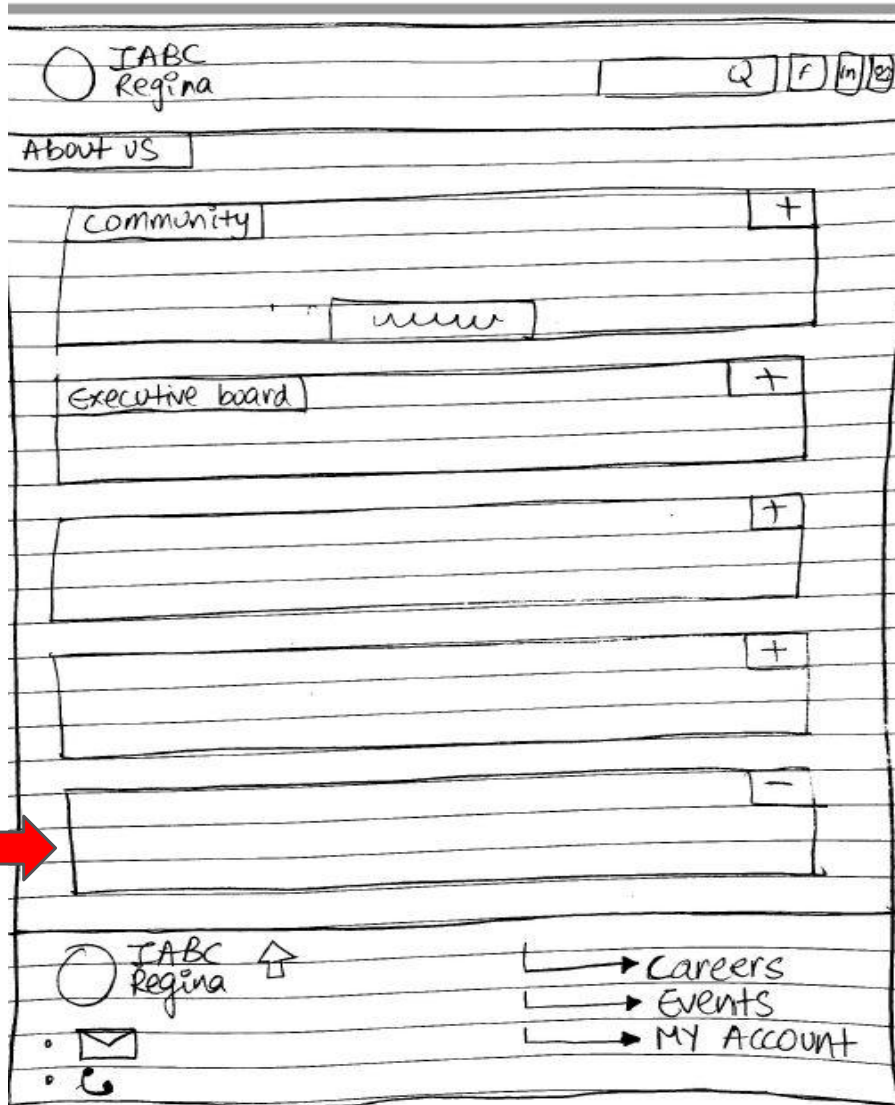 IABC
Regina
Q f in
About us
Community
+
Executive board
+
+
+
-
IABC
Regina
Careers
Events
MY Account